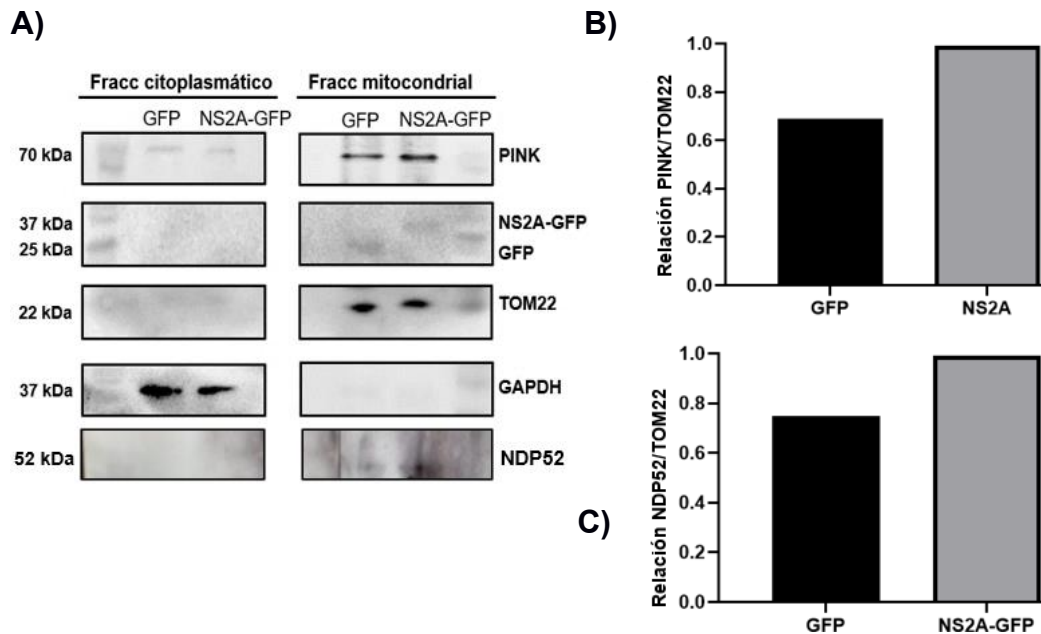 A)
Fracc citoplasmático
Fracc mitocondrial
GFP NS2A-GFP
GFP NS2A-GFP
70 kDa
PINK
37 kDa
NS2A-GFP
25 kDa
GFP
22 kDa
TOM22
37 kDa
GAPDH
52 kDa
NDP52
B)
Relación PINK/TOM22
1.0
0.8
0.6
0.4
0.2
0.0
GFP NS2A
C)
Relación NDP52/TOM22
1.0
0.8
0.6
0.4
0.2
0.0
GFP NS2A-GFP